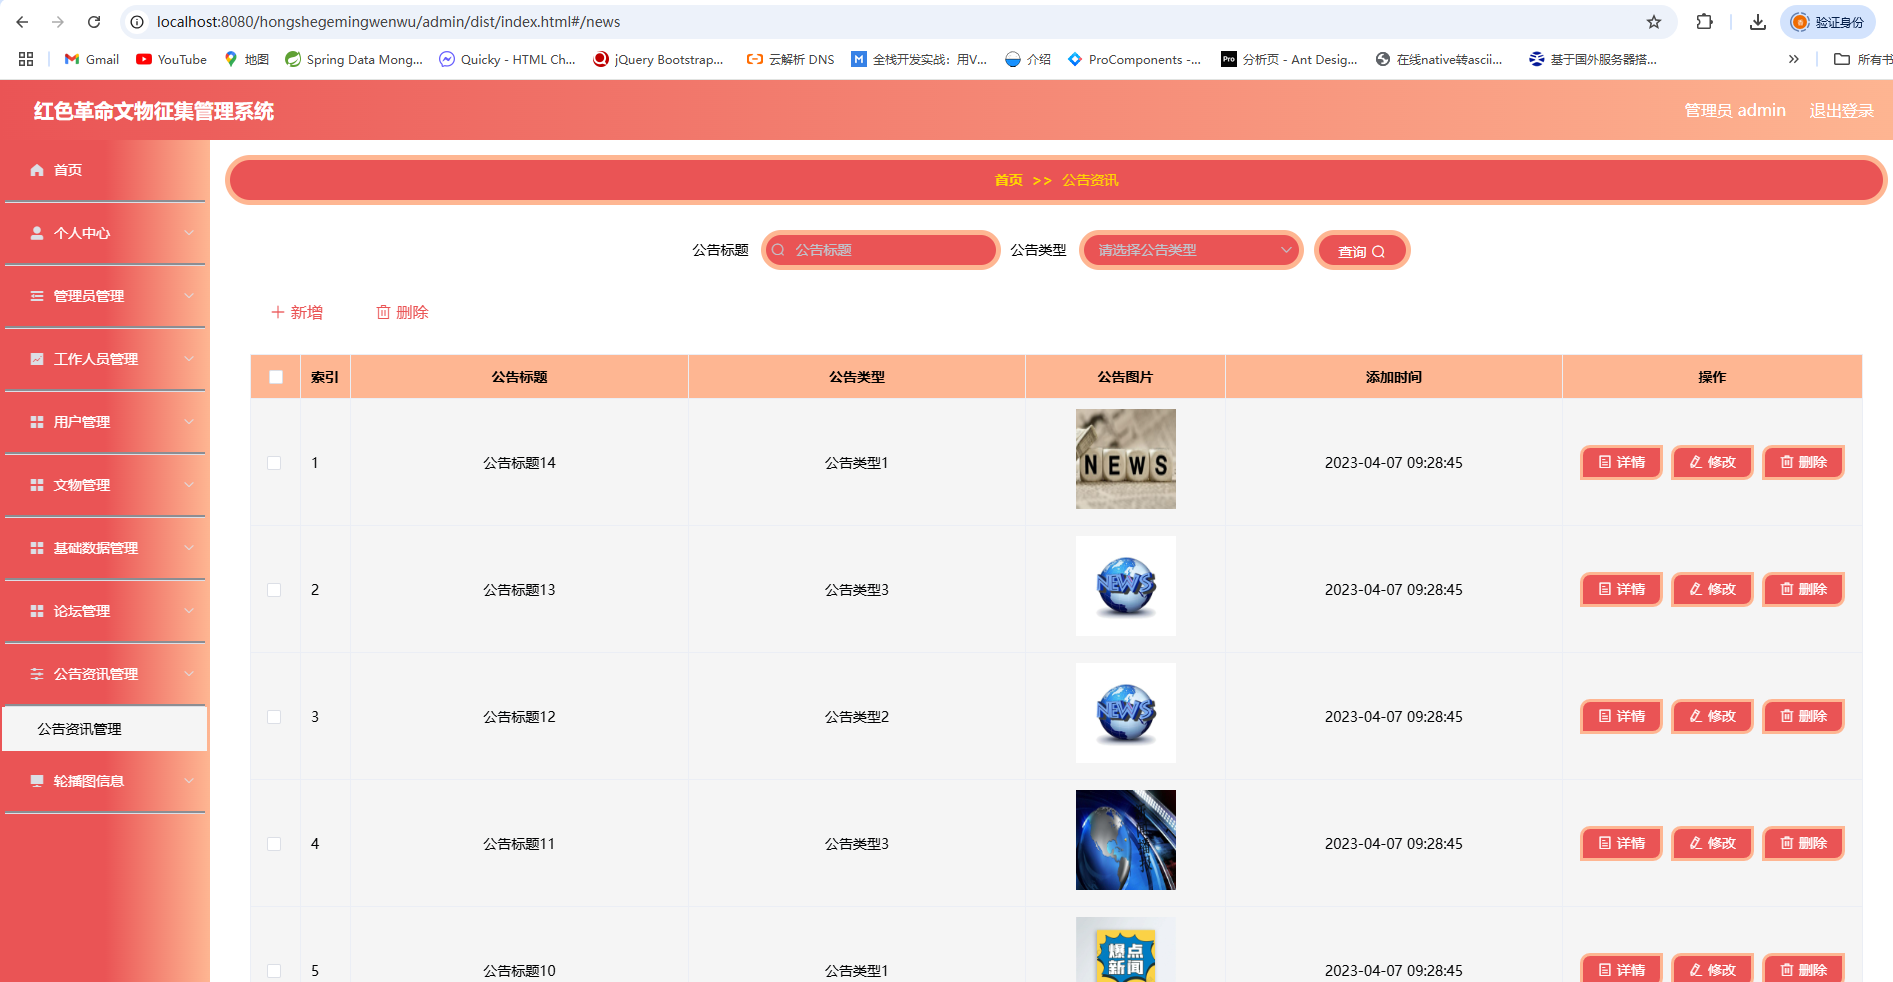 localhost:8080/hongshegemingwenwu/admin/dist/index.html#/news
验证身份
Gmail
YouTube
地图
Spring Data Mong...
Quicky - HTML Ch...
jQuery Bootstrap...
云解析 DNS
全栈开发实战：用V...
介绍
ProComponents -...
Pro
分析页 - Ant Desig...
在线native转ascii...
基于国外服务器搭...
所有书
红色革命文物征集管理系统
管理员 admin
退出登录
首页
个人中心
管理员管理
工作人员管理
用户管理
文物管理
基础数据管理
论坛管理
公告资讯管理
公告资讯管理
轮播图信息
首页 >> 公告资讯
公告标题 公告标题 公告类型 请选择公告类型 查询
新增 删除
索引 公告标题 公告类型 公告图片 添加时间 操作
1 公告标题14 公告类型1 NEWS 2023-04-07 09:28:45 详情 修改 删除
2 公告标题13 公告类型3 NEWS 2023-04-07 09:28:45 详情 修改 删除
3 公告标题12 公告类型2 NEWS 2023-04-07 09:28:45 详情 修改 删除
4 公告标题11 公告类型3 2023-04-07 09:28:45 详情 修改 删除
5 公告标题10 公告类型1 爆点新闻 2023-04-07 09:28:45 详情 修改 删除